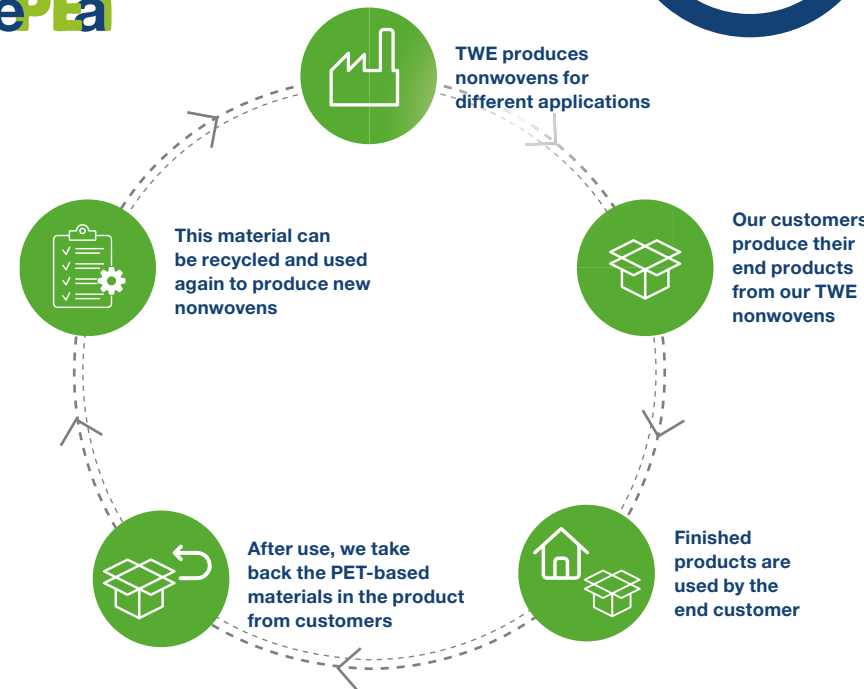 ePEat
TWE produces
nonwovens for
different applications
Our customers
produce their
end products
from our TWE
nonwovens
Finished
products are
used by the
end customer
After use, we take
back the PET-based
materials in the product
from customers
This material can
be recycled and used
again to produce new
nonwovens